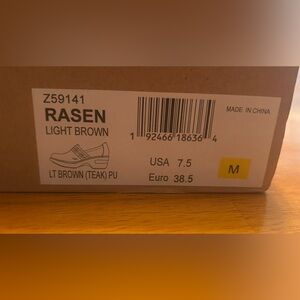 Z59141
RASEN
LIGHT BROWN
MADE IN CHINA
1 92466 18636 4
USA 7.5
Euro 38.5
M
LT BROWN (TEAK) PU